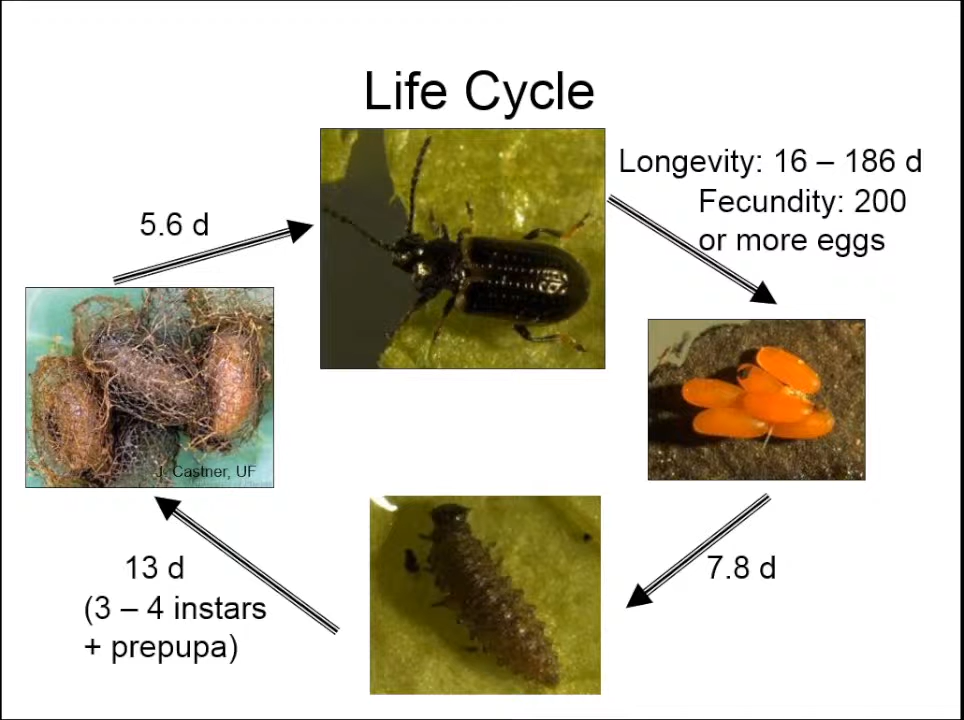 Life Cycle
Longevity: 16 – 186 d
Fecundity: 200
or more eggs
5.6 d
J. Castner, UF
13 d
(3 – 4 instars
+ prepupa)
7.8 d